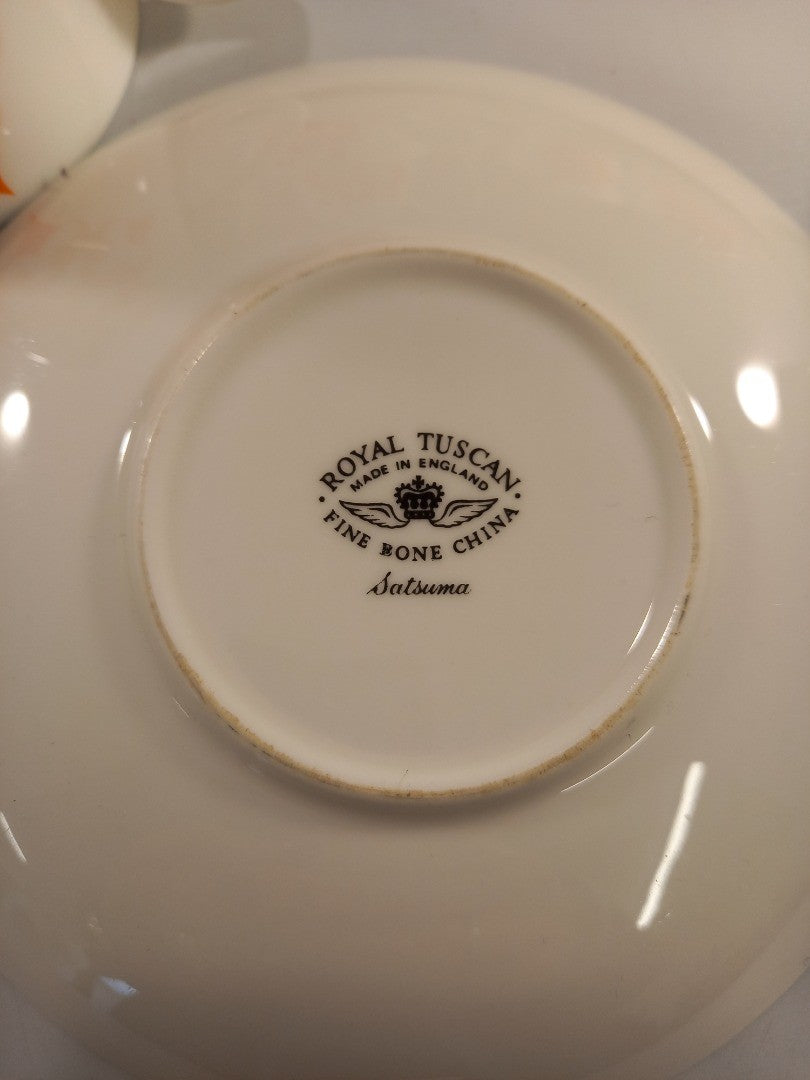 · ROYAL TUSCAN ·
MADE IN ENGLAND
FINE BONE CHINA
Satsuma